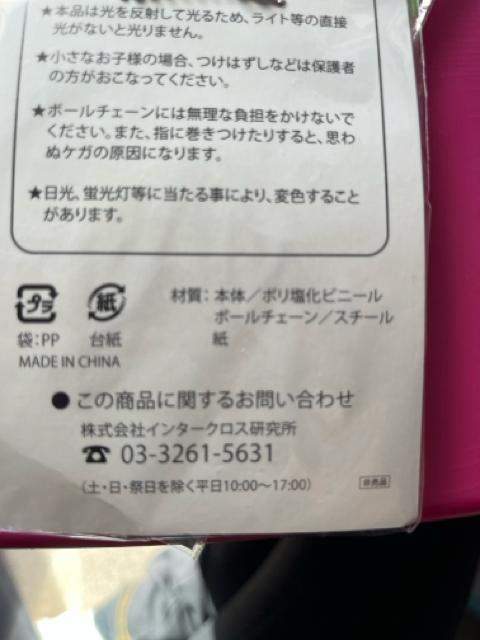 ★本品は光を反射して光るため、ライト等の直接
光がないと光りません。
★小さなお子様の場合、つけはずしなどは保護者
の方がおこなってください。
★ボールチェーンには無理な負担をかけないで
ください。また、指に巻きつけたりすると、思わ
ぬケガの原因になります。
★日光、蛍光灯等に当たる事により、変色すること
があります。
プラ
紙
材質：本体／ポリ塩化ビニール
ボールチェーン／スチール
紙
袋：PP
台紙
MADE IN CHINA
●この商品に関するお問い合わせ
株式会社インタークロス研究所
☎ 03-3261-5631
（土・日・祭日を除く平日10:00〜17:00）
非売品